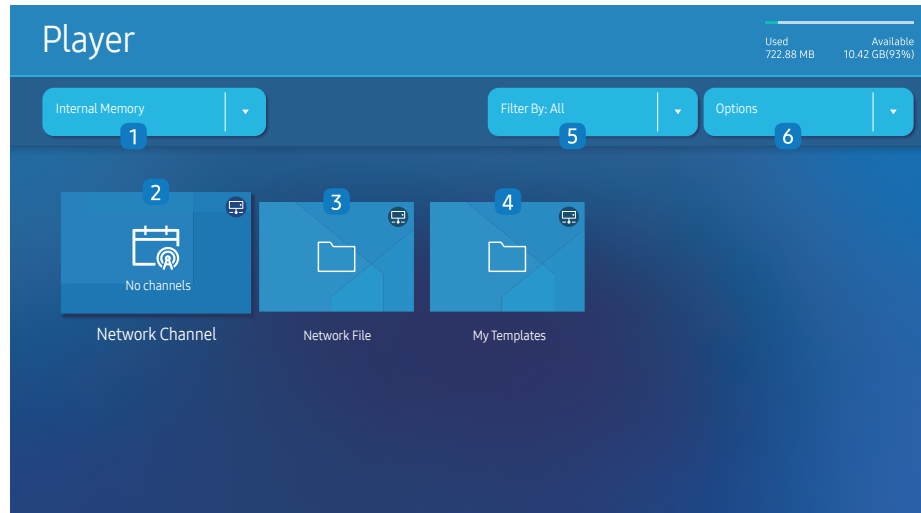 Player
Used Available
722.88 MB 10.42 GB(93%)
Internal Memory
Filter By: All
Options
1
5
6
2
3
4
No channels
Network Channel
Network File
My Templates